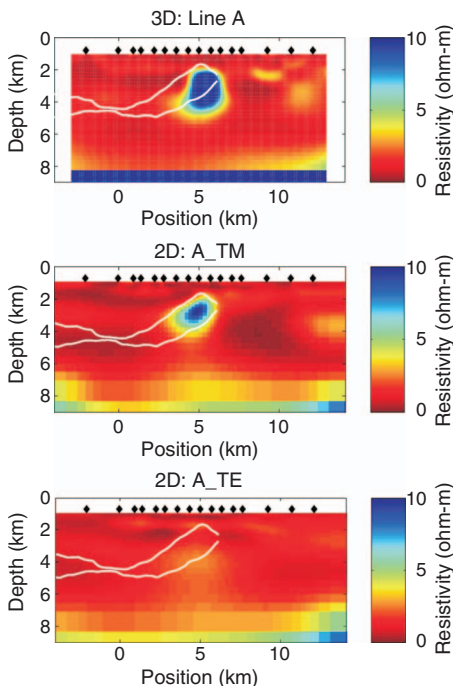 3D: Line A
0
2
4
6
8
Depth (km)
0 5 10
Position (km)
10
5
0
Resistivity (ohm-m)
2D: A_TM
0
2
4
6
8
Depth (km)
0 5 10
Position (km)
10
5
0
Resistivity (ohm-m)
2D: A_TE
0
2
4
6
8
Depth (km)
0 5 10
Position (km)
10
5
0
Resistivity (ohm-m)